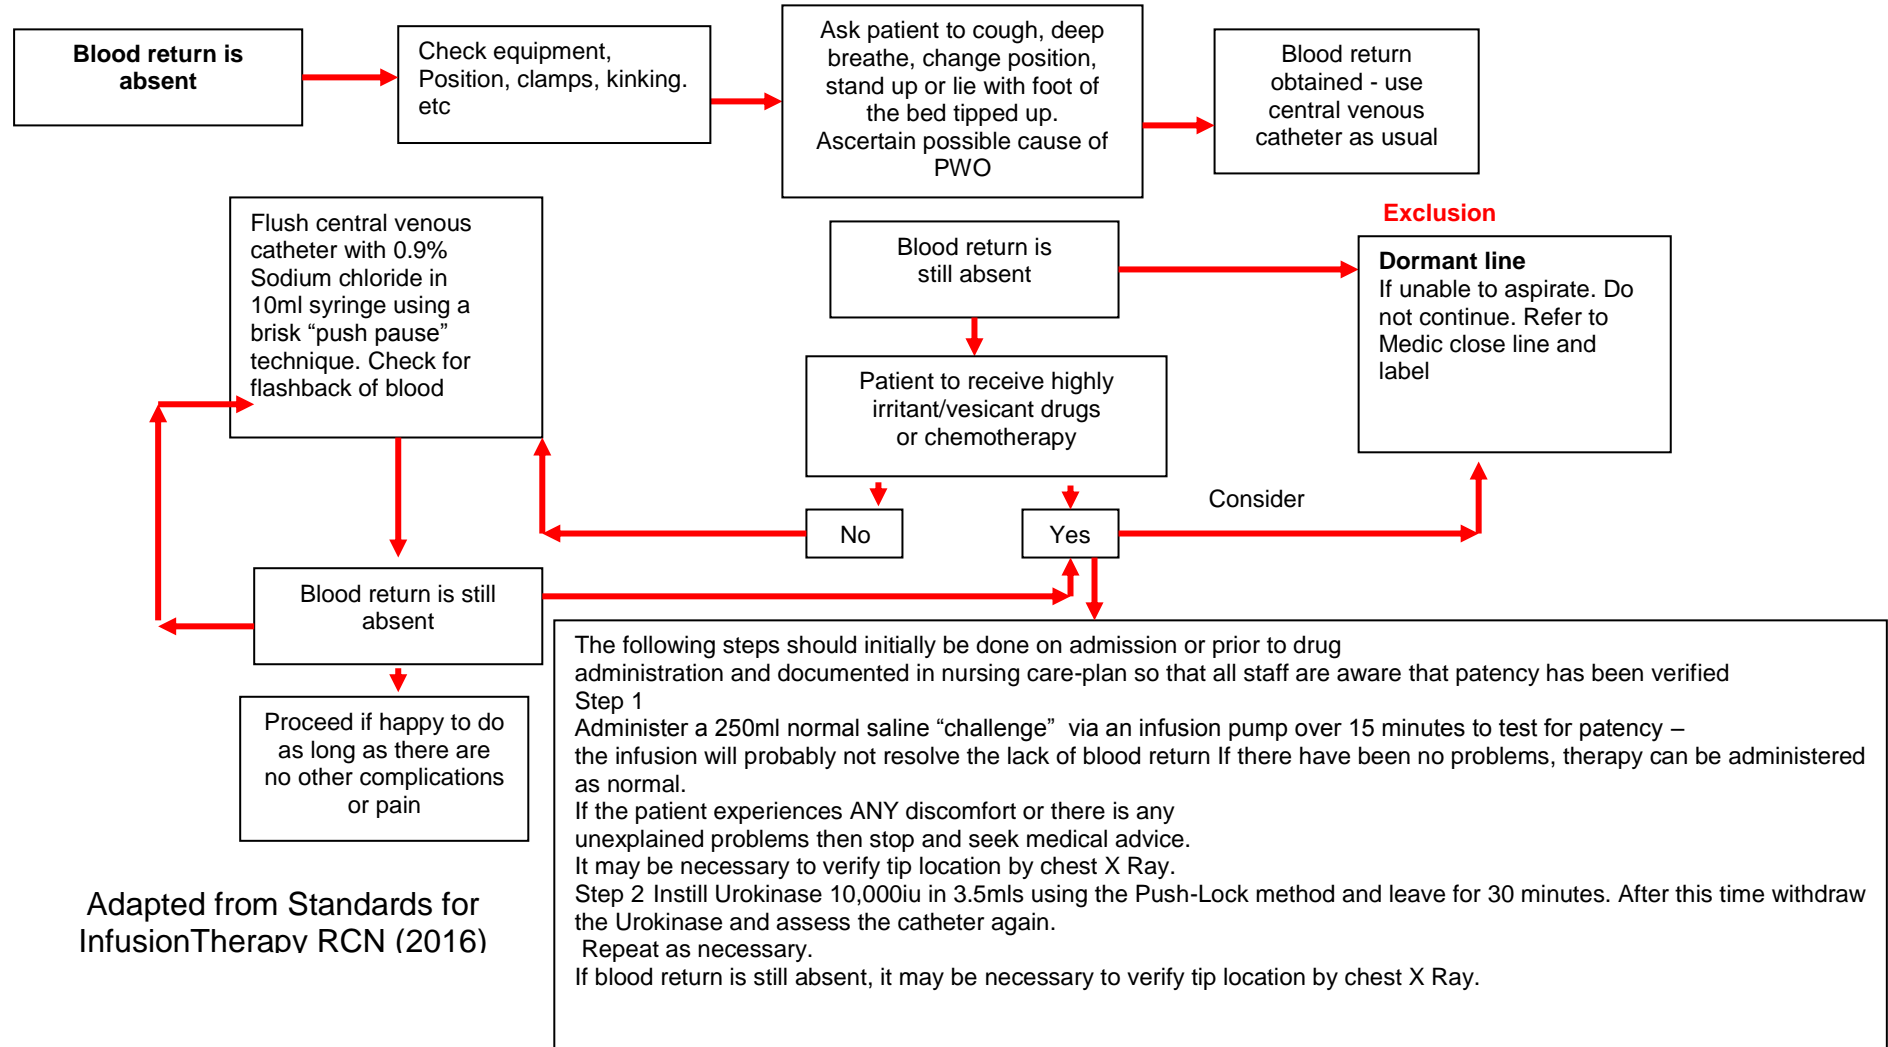 Blood return is
absent
Check equipment,
Position, clamps, kinking.
etc
Ask patient to cough, deep
breathe, change position,
stand up or lie with foot of
the bed tipped up.
Ascertain possible cause of
PWO
Blood return
obtained - use
central venous
catheter as usual
Flush central venous
catheter with 0.9%
Sodium chloride in
10ml syringe using a
brisk “push pause”
technique. Check for
flashback of blood
Blood return is
still absent
Exclusion
Dormant line
If unable to aspirate. Do
not continue. Refer to
Medic close line and
label
Patient to receive highly
irritant/vesicant drugs
or chemotherapy
Consider
No
Yes
Blood return is still
absent
Proceed if happy to do
as long as there are
no other complications
or pain
The following steps should initially be done on admission or prior to drug
administration and documented in nursing care-plan so that all staff are aware that patency has been verified
Step 1
Administer a 250ml normal saline “challenge” via an infusion pump over 15 minutes to test for patency –
the infusion will probably not resolve the lack of blood return If there have been no problems, therapy can be administered
as normal.
If the patient experiences ANY discomfort or there is any
unexplained problems then stop and seek medical advice.
It may be necessary to verify tip location by chest X Ray.
Step 2 Instill Urokinase 10,000iu in 3.5mls using the Push-Lock method and leave for 30 minutes. After this time withdraw
the Urokinase and assess the catheter again.
Repeat as necessary.
If blood return is still absent, it may be necessary to verify tip location by chest X Ray.
Adapted from Standards for
InfusionTherapy RCN (2016)